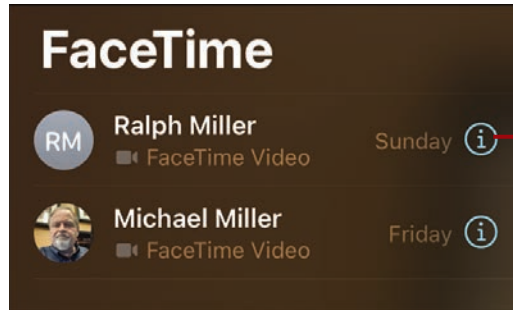 FaceTime
RM
Ralph Miller
Sunday
FaceTime Video
Michael Miller
Friday
FaceTime Video